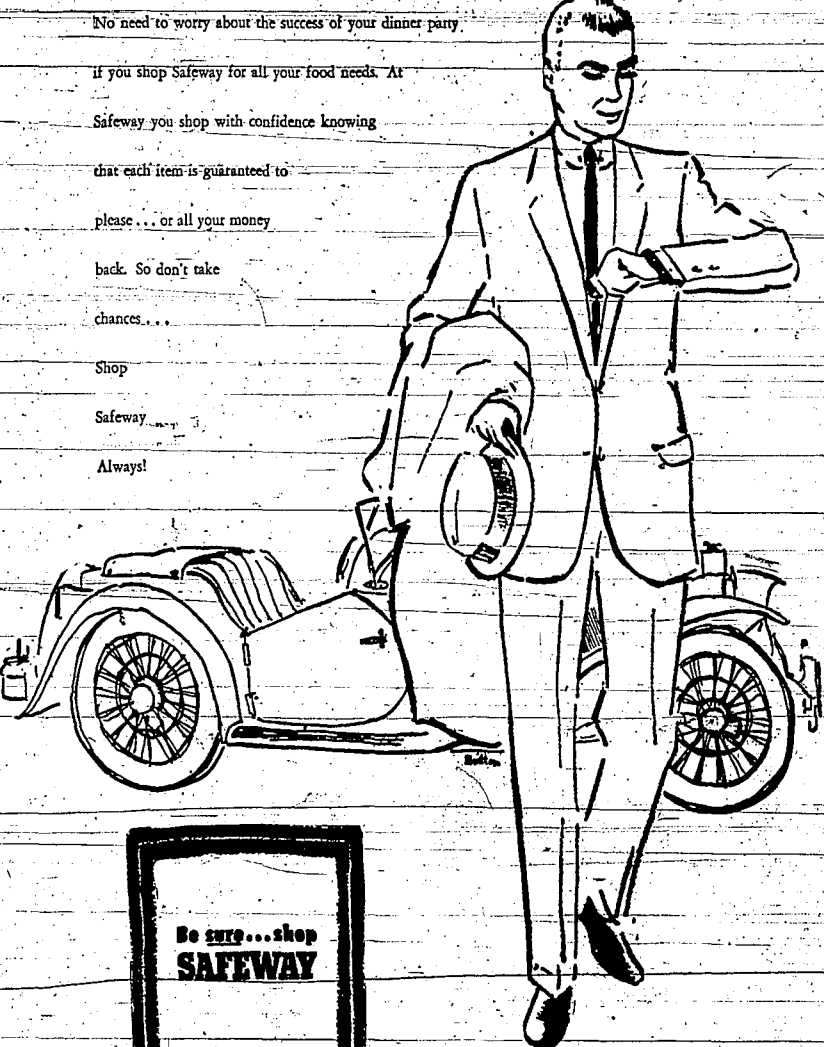 No need to worry about the success of your dinner party
if you shop Safeway for all your food needs. At
Safeway you shop with confidence knowing
that each item is guaranteed to
please . . . or all your money
back. So don't take
chances . . .
Shop
Safeway
Always!
Be sure...shop
SAFEWAY